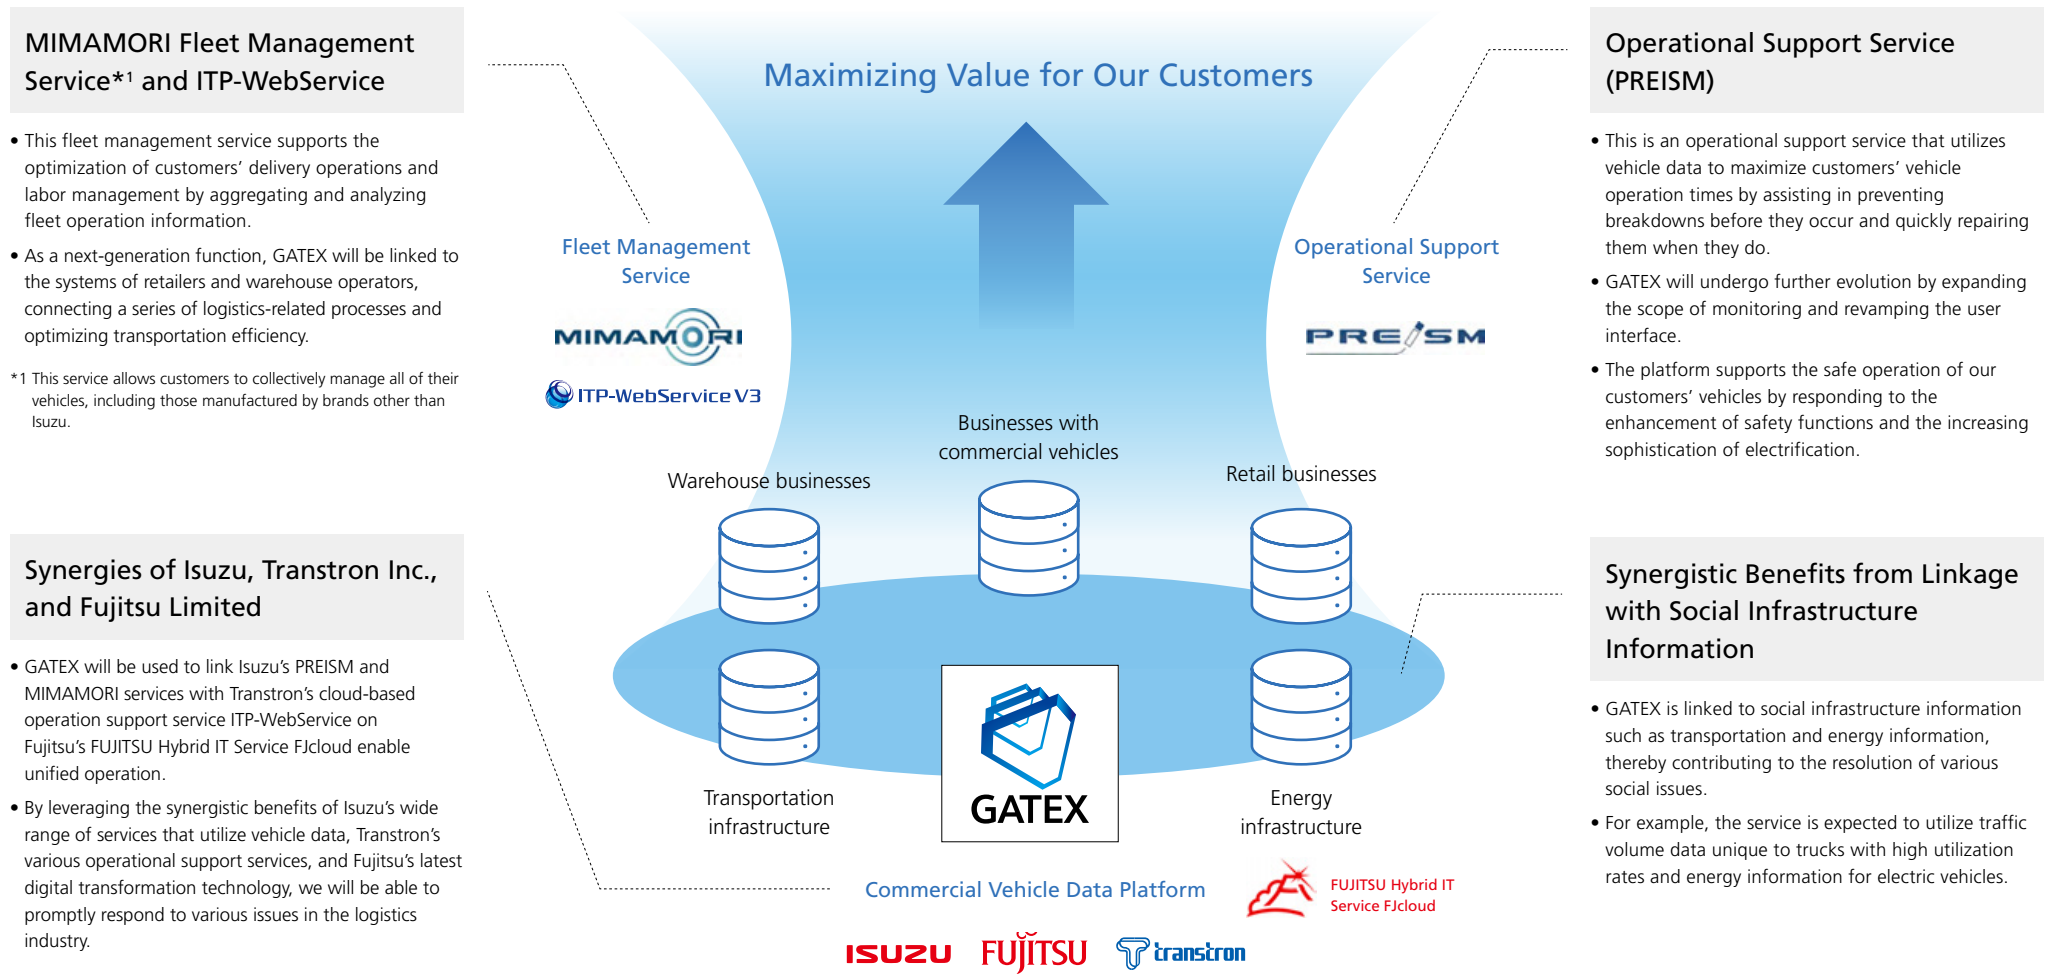 MIMAMORI Fleet Management
Service*1 and ITP-WebService
• This fleet management service supports the
optimization of customers’ delivery operations and
labor management by aggregating and analyzing
fleet operation information.
• As a next-generation function, GATEX will be linked to
the systems of retailers and warehouse operators,
connecting a series of logistics-related processes and
optimizing transportation efficiency.
*1 This service allows customers to collectively manage all of their
vehicles, including those manufactured by brands other than
Isuzu.
Synergies of Isuzu, Transtron Inc.,
and Fujitsu Limited
• GATEX will be used to link Isuzu’s PREISM and
MIMAMORI services with Transtron’s cloud-based
operation support service ITP-WebService on
Fujitsu’s FUJITSU Hybrid IT Service FJcloud enable
unified operation.
• By leveraging the synergistic benefits of Isuzu’s wide
range of services that utilize vehicle data, Transtron’s
various operational support services, and Fujitsu’s latest
digital transformation technology, we will be able to
promptly respond to various issues in the logistics
industry.
Maximizing Value for Our Customers
Fleet Management
Service
MIMAMORI
ITP-WebService V3
Operational Support
Service
PREISM
Businesses with
commercial vehicles
Warehouse businesses
Retail businesses
Transportation
infrastructure
GATEX
Energy
infrastructure
Commercial Vehicle Data Platform
FUJITSU Hybrid IT
Service FJcloud
ISUZU
FUJITSU
transtron
Operational Support Service
(PREISM)
• This is an operational support service that utilizes
vehicle data to maximize customers’ vehicle
operation times by assisting in preventing
breakdowns before they occur and quickly repairing
them when they do.
• GATEX will undergo further evolution by expanding
the scope of monitoring and revamping the user
interface.
• The platform supports the safe operation of our
customers’ vehicles by responding to the
enhancement of safety functions and the increasing
sophistication of electrification.
Synergistic Benefits from Linkage
with Social Infrastructure
Information
• GATEX is linked to social infrastructure information
such as transportation and energy information,
thereby contributing to the resolution of various
social issues.
• For example, the service is expected to utilize traffic
volume data unique to trucks with high utilization
rates and energy information for electric vehicles.